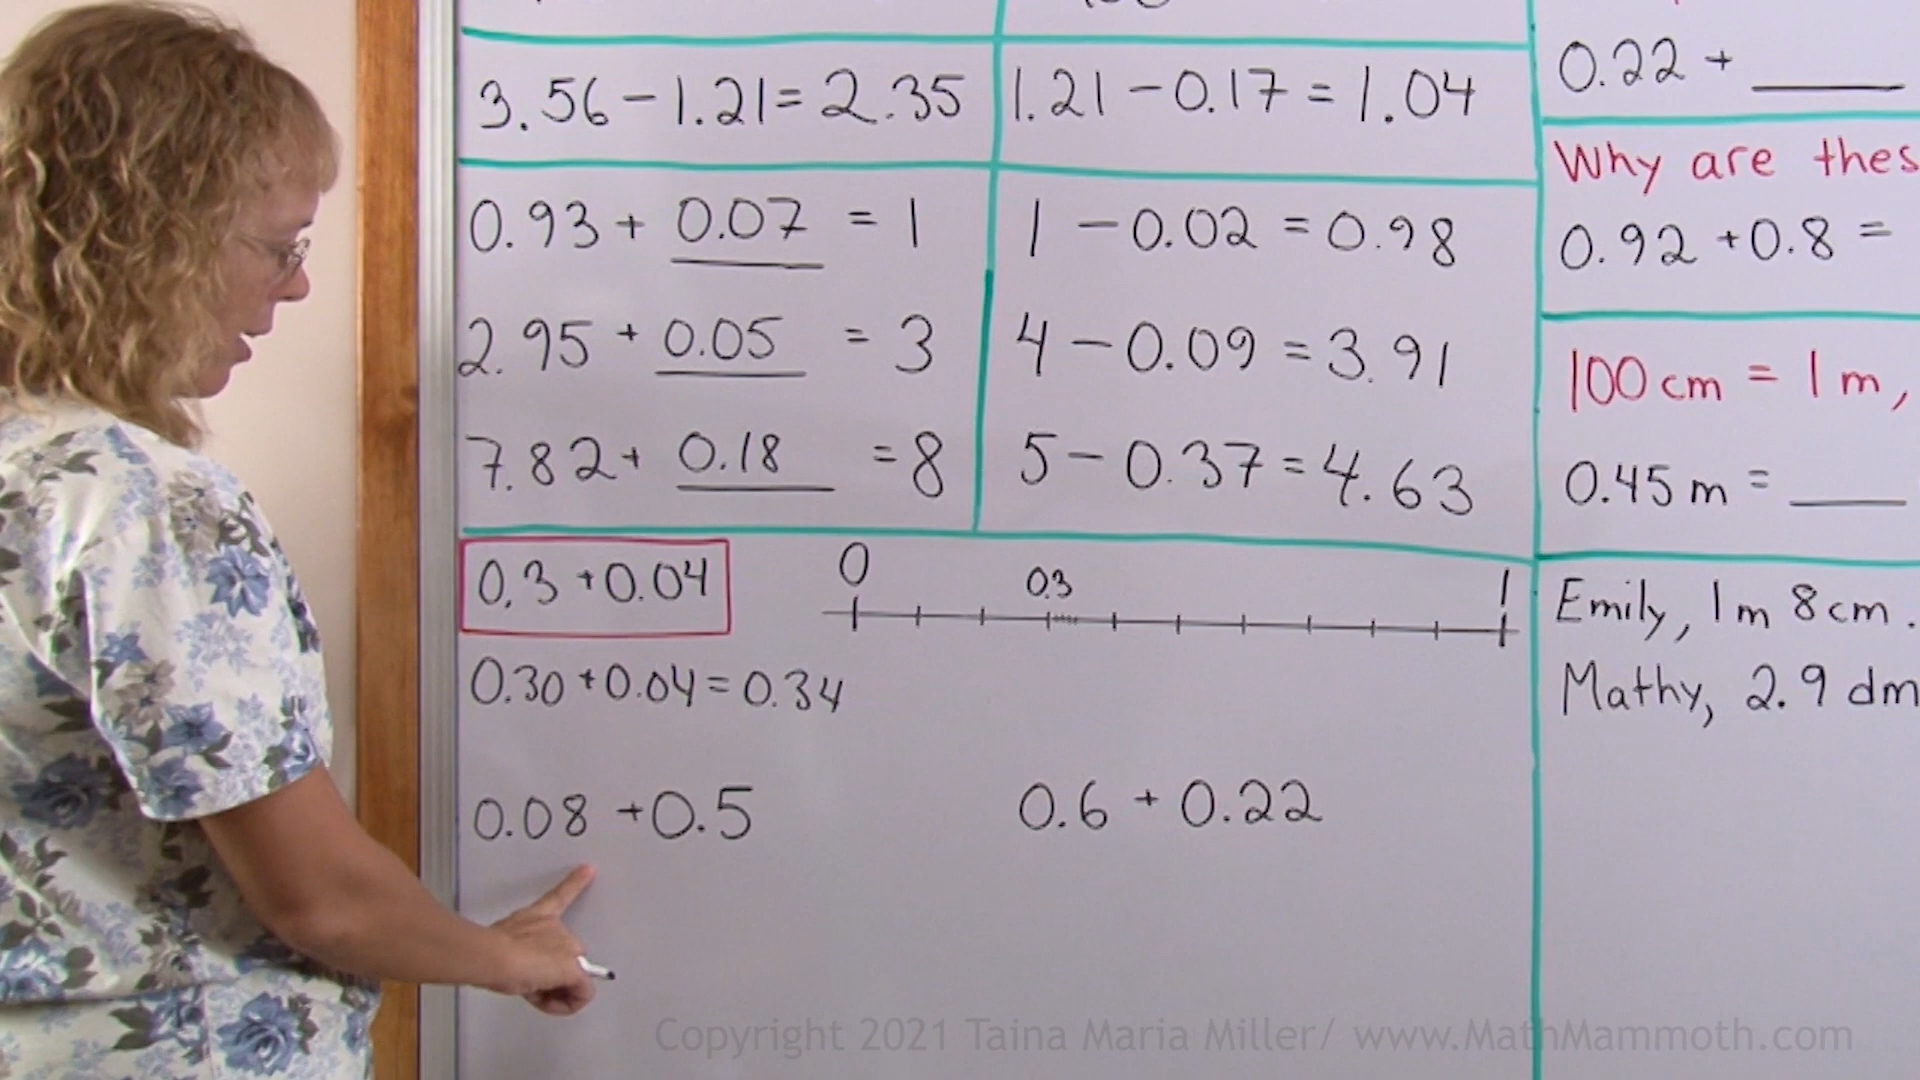 3.56 - 1.21 = 2.35
1.21 - 0.17 = 1.04
0.93 + 0.07 = 1
2.95 + 0.05 = 3
7.82 + 0.18 = 8
1 - 0.02 = 0.98
4 - 0.09 = 3.91
5 - 0.37 = 4.63
0.3 + 0.04
0 0.3 1
0.30 + 0.04 = 0.34
0.08 + 0.5
0.6 + 0.22
0.22 + ____
Why are thes
0.92 + 0.8 =
100 cm = 1 m,
0.45 m = ____
Emily, 1 m 8 cm.
Mathy, 2.9 dm
Copyright 2021 Taina Maria Miller/ www.MathMammoth.com